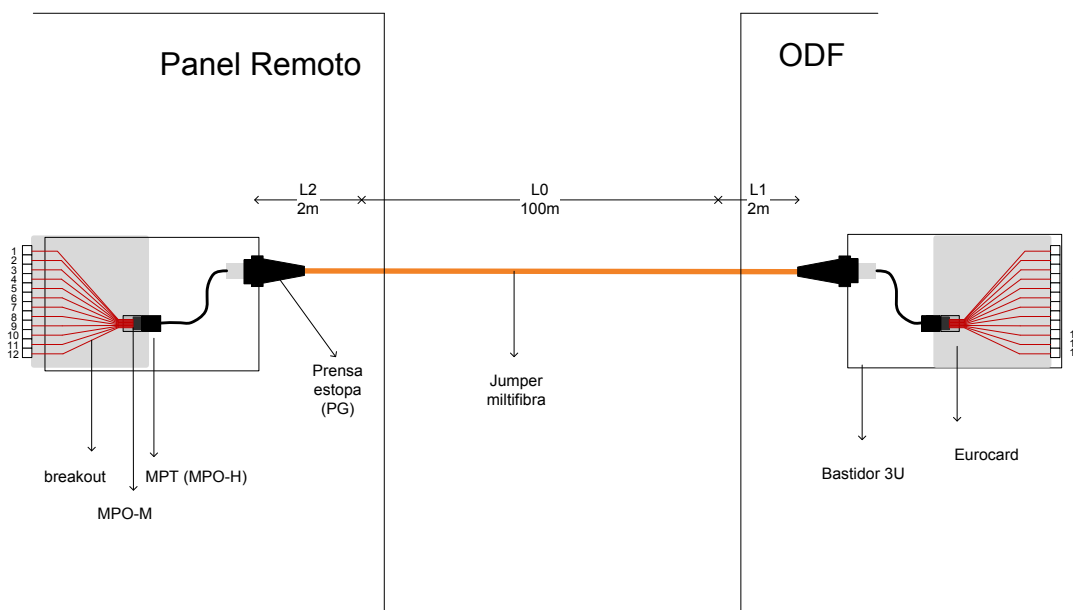 Panel Remoto
ODF
L2
2m
L0
100m
L1
2m
1
2
3
4
5
6
7
8
9
10
11
12
Prensa
estopa
(PG)
Jumper
miltifibra
breakout
MPT (MPO-H)
MPO-M
Bastidor 3U
Eurocard